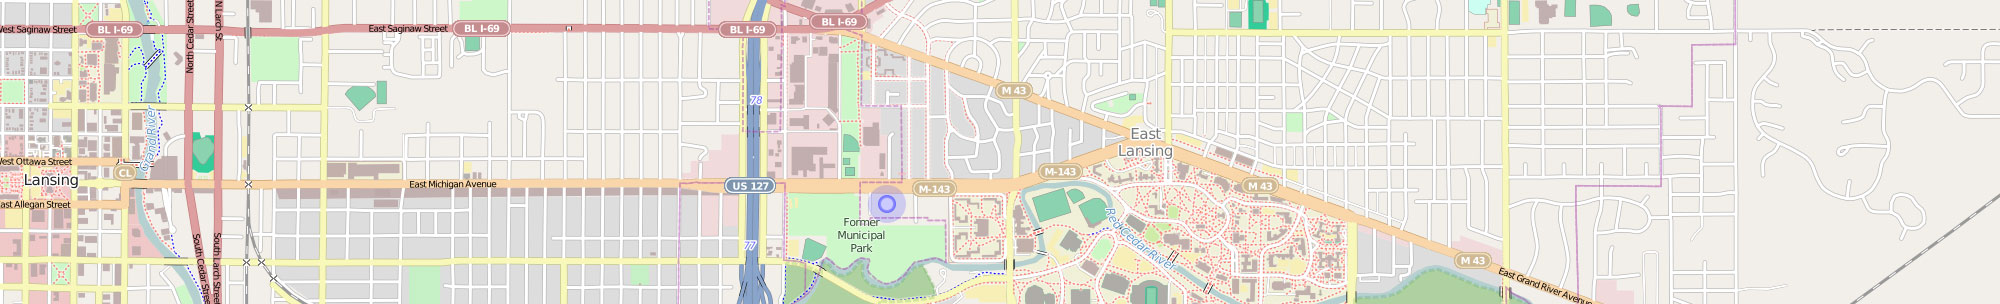 West Saginaw Street
BL I-69
North Cedar Street
N Larch St
East Saginaw Street
BL I-69
BL I-69
BL I-69
78
M 43
Grand River
East
Lansing
West Ottawa Street
CL
Lansing
East Allegan Street
East Michigan Avenue
US 127
M-143
M-143
M 43
Former
Municipal
Park
Red Cedar River
77
South Cedar Street
South Larch Street
M 43
East Grand River Avenue